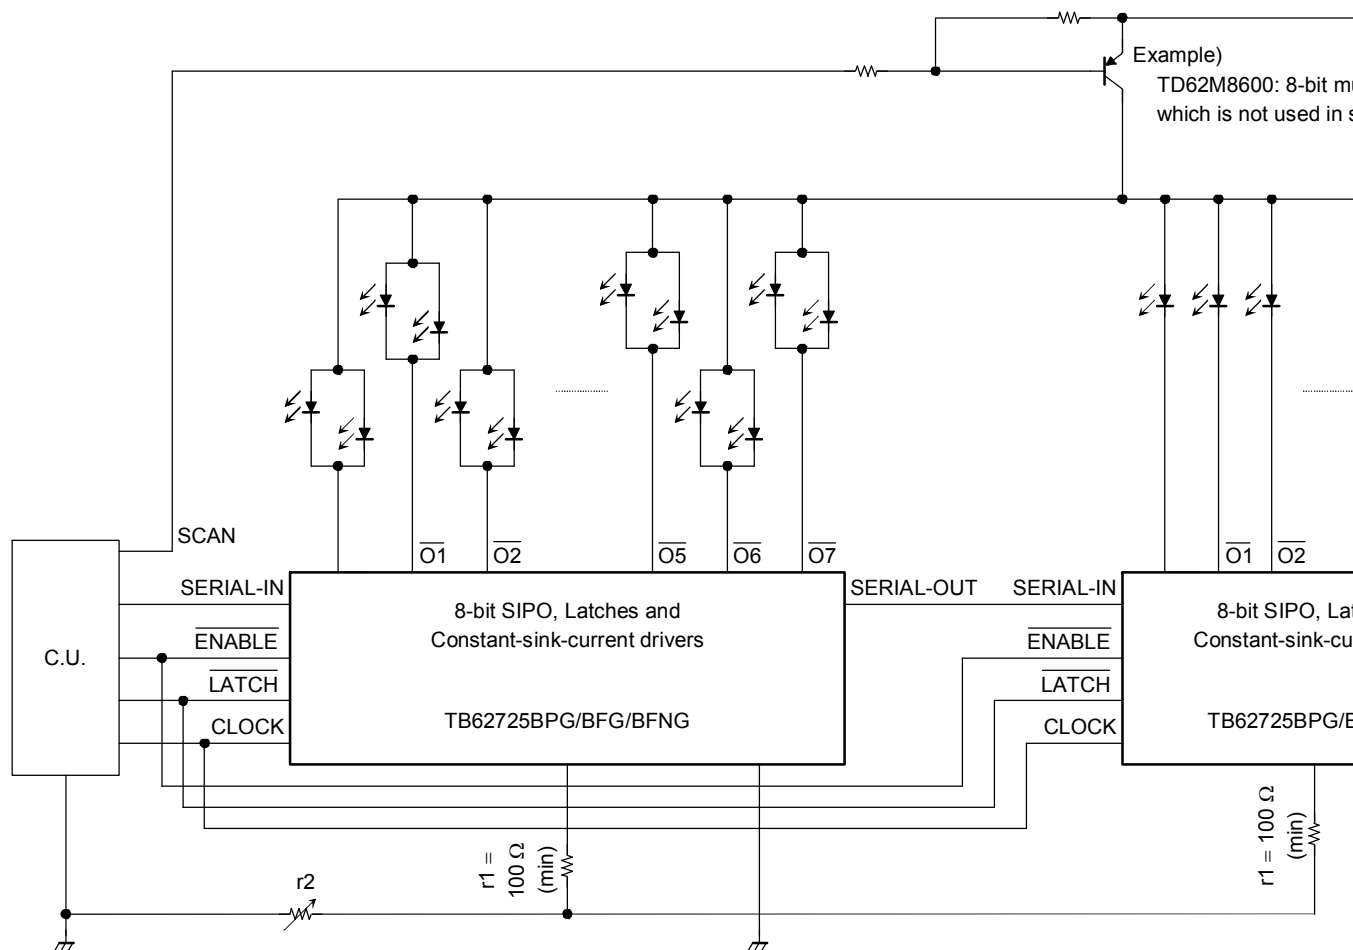 Example)
TD62M8600: 8-bit mu
which is not used in s
SCAN
O1 O2 O5 O6 O7 O1 O2
SERIAL-IN SERIAL-OUT SERIAL-IN
8-bit SIPO, Latches and
Constant-sink-current drivers
TB62725BPG/BFG/BFNG
C.U.
ENABLE
LATCH
CLOCK
ENABLE
LATCH
CLOCK
8-bit SIPO, Lat
Constant-sink-cu
TB62725BPG/B
r1 =
100 Ω
(min)
r1 = 100 Ω
(min)
r2